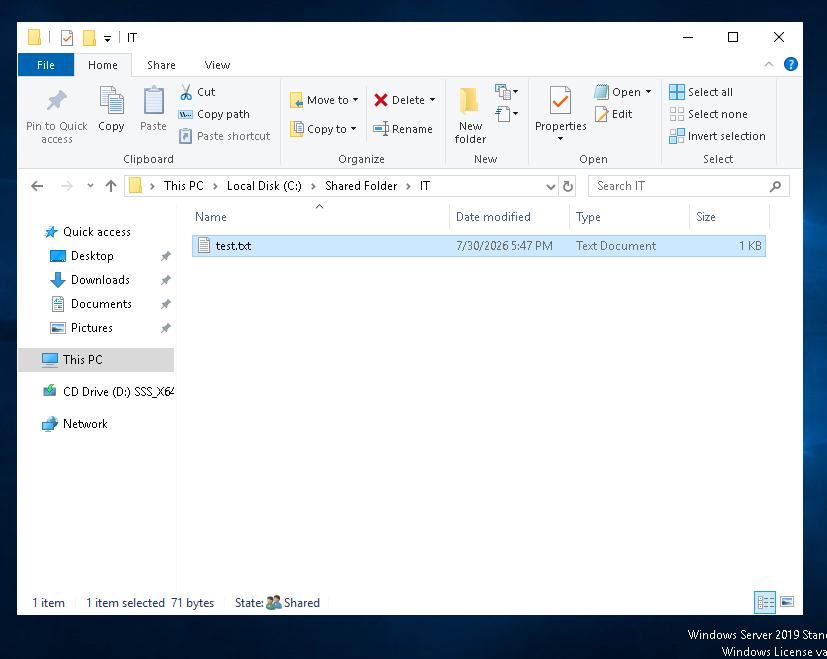 IT
File Home Share View
Pin to Quick access
Copy
Paste
Cut
Copy path
Paste shortcut
Clipboard
Move to
Copy to
Delete
Rename
Organize
New folder
New
Properties
Open
Edit
Open
Select all
Select none
Invert selection
Select
This PC > Local Disk (C:) > Shared Folder > IT
Search IT
Name Date modified Type Size
test.txt 7/30/2026 5:47 PM Text Document 1 KB
Quick access
Desktop
Downloads
Documents
Pictures
This PC
CD Drive (D:) SSS_X64
Network
1 item 1 item selected 71 bytes State: Shared
Windows Server 2019 Stan
Windows License va